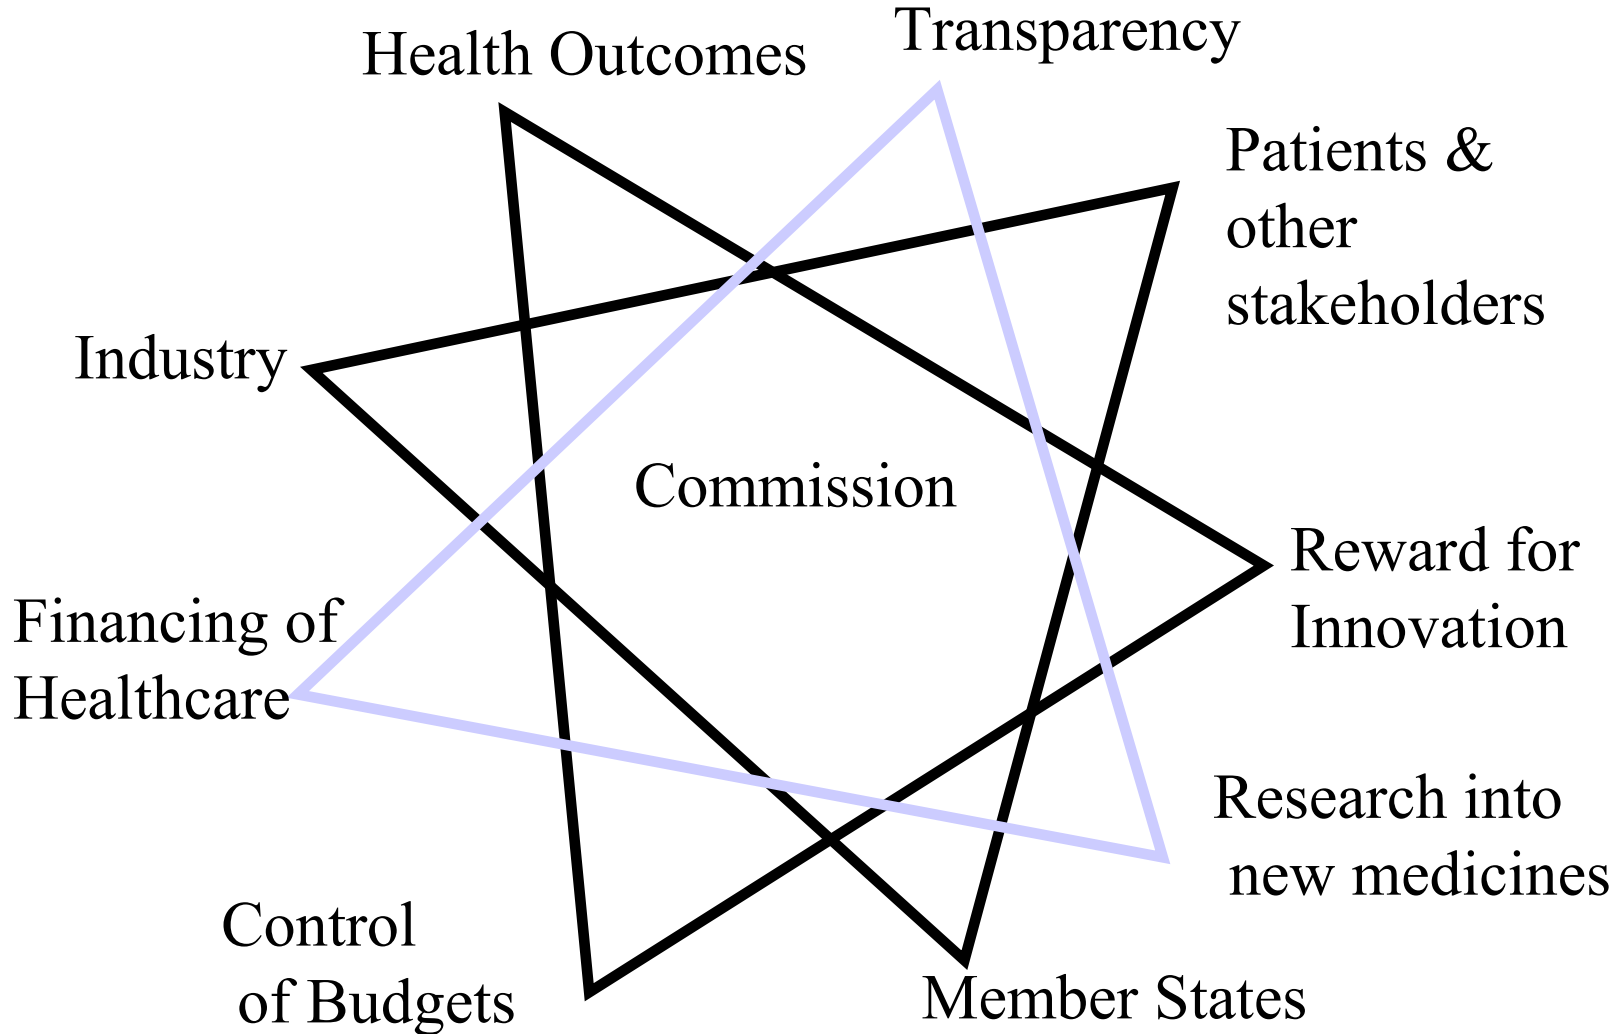 Health Outcomes
Transparency
Patients &
other
stakeholders
Industry
Commission
Reward for
Innovation
Financing of
Healthcare
Research into
new medicines
Control
of Budgets
Member States